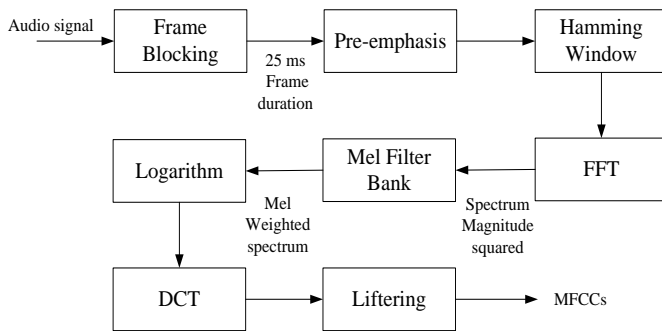 Audio signal
Frame
Blocking
25 ms
Frame
duration
Pre-emphasis
Hamming
Window
FFT
Spectrum
Magnitude
squared
Mel Filter
Bank
Mel
Weighted
spectrum
Logarithm
DCT
Liftering
MFCCs